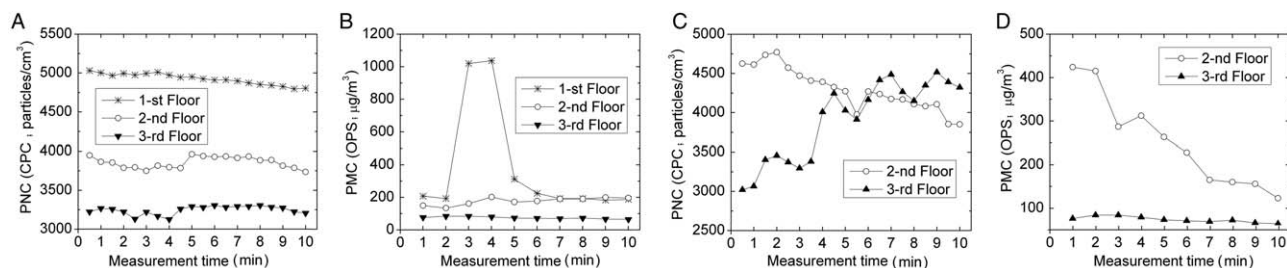 A
PNC (CPC ; particles/cm³)
5500
5000
4500
4000
3500
3000
1-st Floor
2-nd Floor
3-rd Floor
0 1 2 3 4 5 6 7 8 9 10
Measurement time (min)
B
PMC (OPS, µg/m³)
1200
1000
800
600
400
200
0
1-st Floor
2-nd Floor
3-rd Floor
0 1 2 3 4 5 6 7 8 9 10
Measurement time (min)
C
PNC (CPC ; particles/cm³)
5000
4500
4000
3500
3000
2500
2-nd Floor
3-rd Floor
0 1 2 3 4 5 6 7 8 9 10
Measurement time (min)
D
PMC (OPS, µg/m³)
500
400
300
200
100
50
2-nd Floor
3-rd Floor
0 1 2 3 4 5 6 7 8 9 10
Measurement time (min)